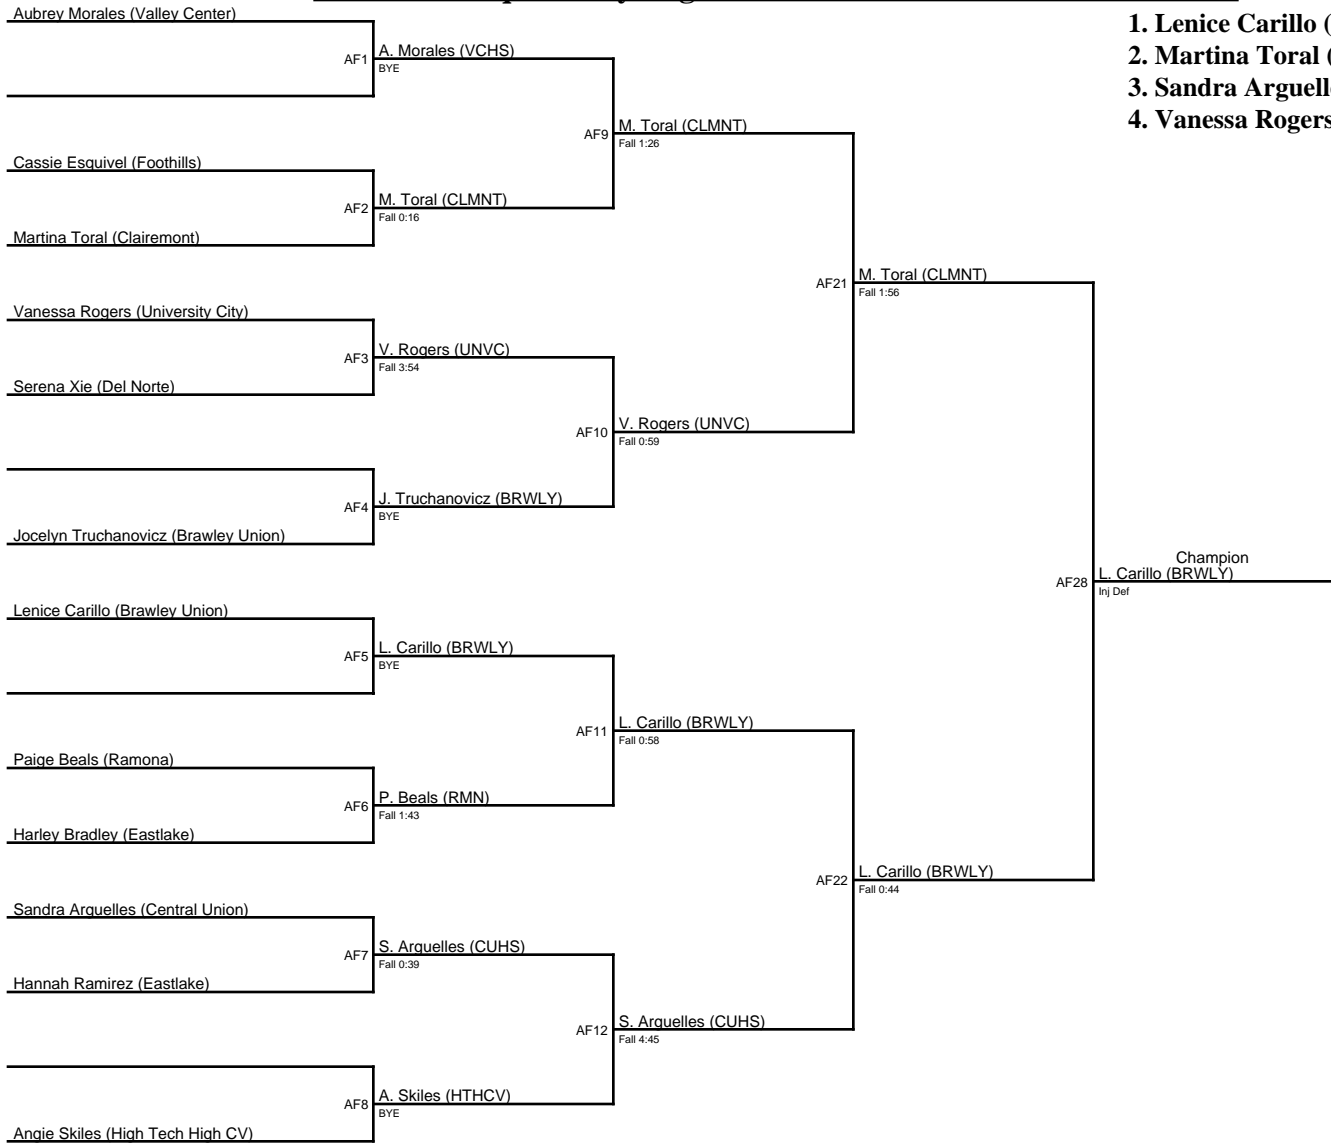 Aubrey Morales (Valley Center)
AF1
A. Morales (VCHS)
BYE
Cassie Esquivel (Foothills)
AF2
M. Toral (CLMNT)
Fall 0:16
Martina Toral (Clairemont)
AF9
M. Toral (CLMNT)
Fall 1:26
Vanessa Rogers (University City)
AF3
V. Rogers (UNVC)
Fall 3:54
Serena Xie (Del Norte)
AF10
V. Rogers (UNVC)
Fall 0:59
AF4
J. Truchanovicz (BRWLY)
BYE
Jocelyn Truchanovicz (Brawley Union)
AF21
M. Toral (CLMNT)
Fall 1:56
Lenice Carillo (Brawley Union)
AF5
L. Carillo (BRWLY)
BYE
AF11
L. Carillo (BRWLY)
Fall 0:58
Paige Beals (Ramona)
AF6
P. Beals (RMN)
Fall 1:43
Harley Bradley (Eastlake)
AF22
L. Carillo (BRWLY)
Fall 0:44
Sandra Arguelles (Central Union)
AF7
S. Arguelles (CUHS)
Fall 0:39
Hannah Ramirez (Eastlake)
AF12
S. Arguelles (CUHS)
Fall 4:45
AF8
A. Skiles (HTHCV)
BYE
Angie Skiles (High Tech High CV)
Champion
AF28
L. Carillo (BRWLY)
Inj Def
1. Lenice Carillo (
2. Martina Toral (
3. Sandra Arguell
4. Vanessa Rogers